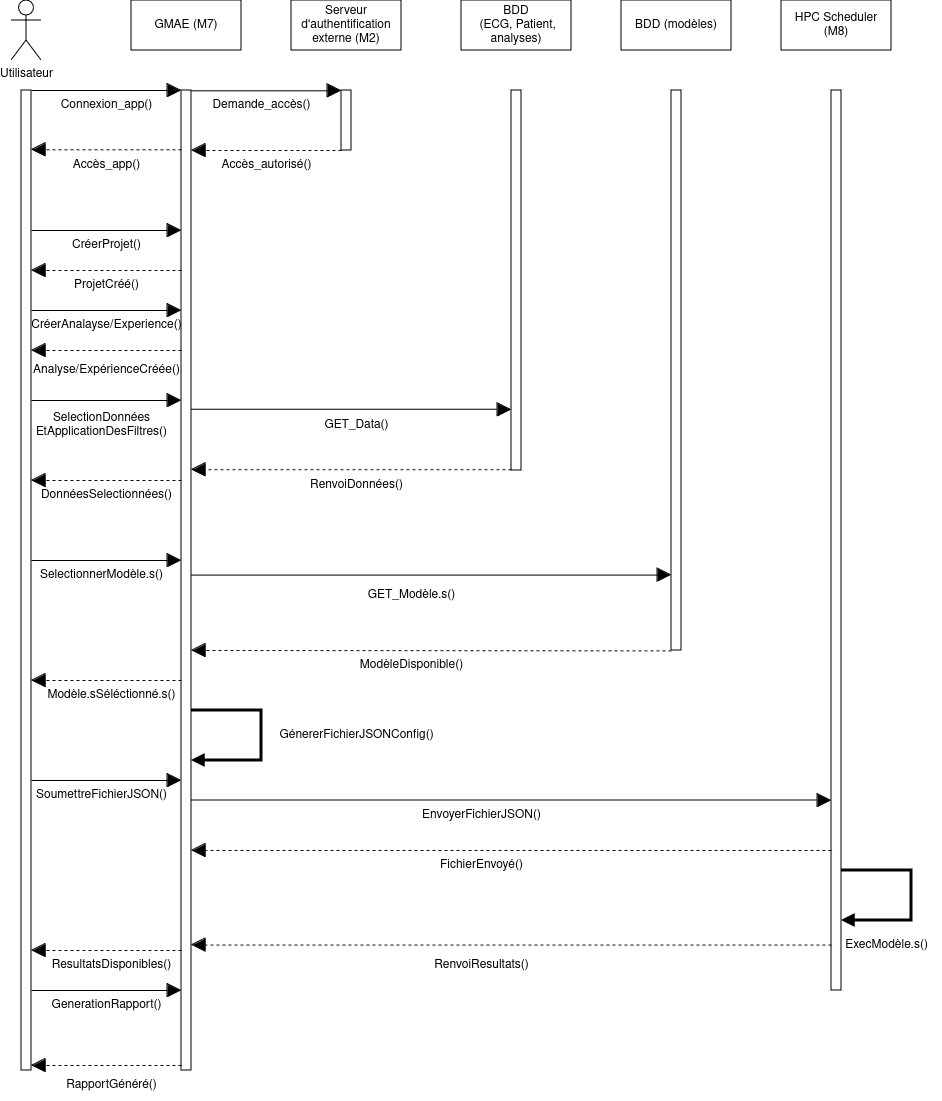 Utilisateur
GMAE (M7)
Serveur
d'authentification
externe (M2)
BDD
(ECG, Patient,
analyses)
BDD (modèles)
HPC Scheduler
(M8)
Connexion_app()
Demande_accès()
Accès_app()
Accès_autorisé()
CréerProjet()
ProjetCréé()
CréerAnalayse/Experience()
Analyse/ExpérienceCréée()
SelectionDonnées
EtApplicationDesFiltres()
GET_Data()
RenvoiDonnées()
DonnéesSelectionnées()
SelectionnerModèle.s()
GET_Modèle.s()
ModèleDisponible()
Modèle.sSéléctionné.s()
GénererFichierJSONConfig()
SoumettreFichierJSON()
EnvoyerFichierJSON()
FichierEnvoyé()
ExecModèle.s()
ResultatsDisponibles()
RenvoiResultats()
GenerationRapport()
RapportGénéré()